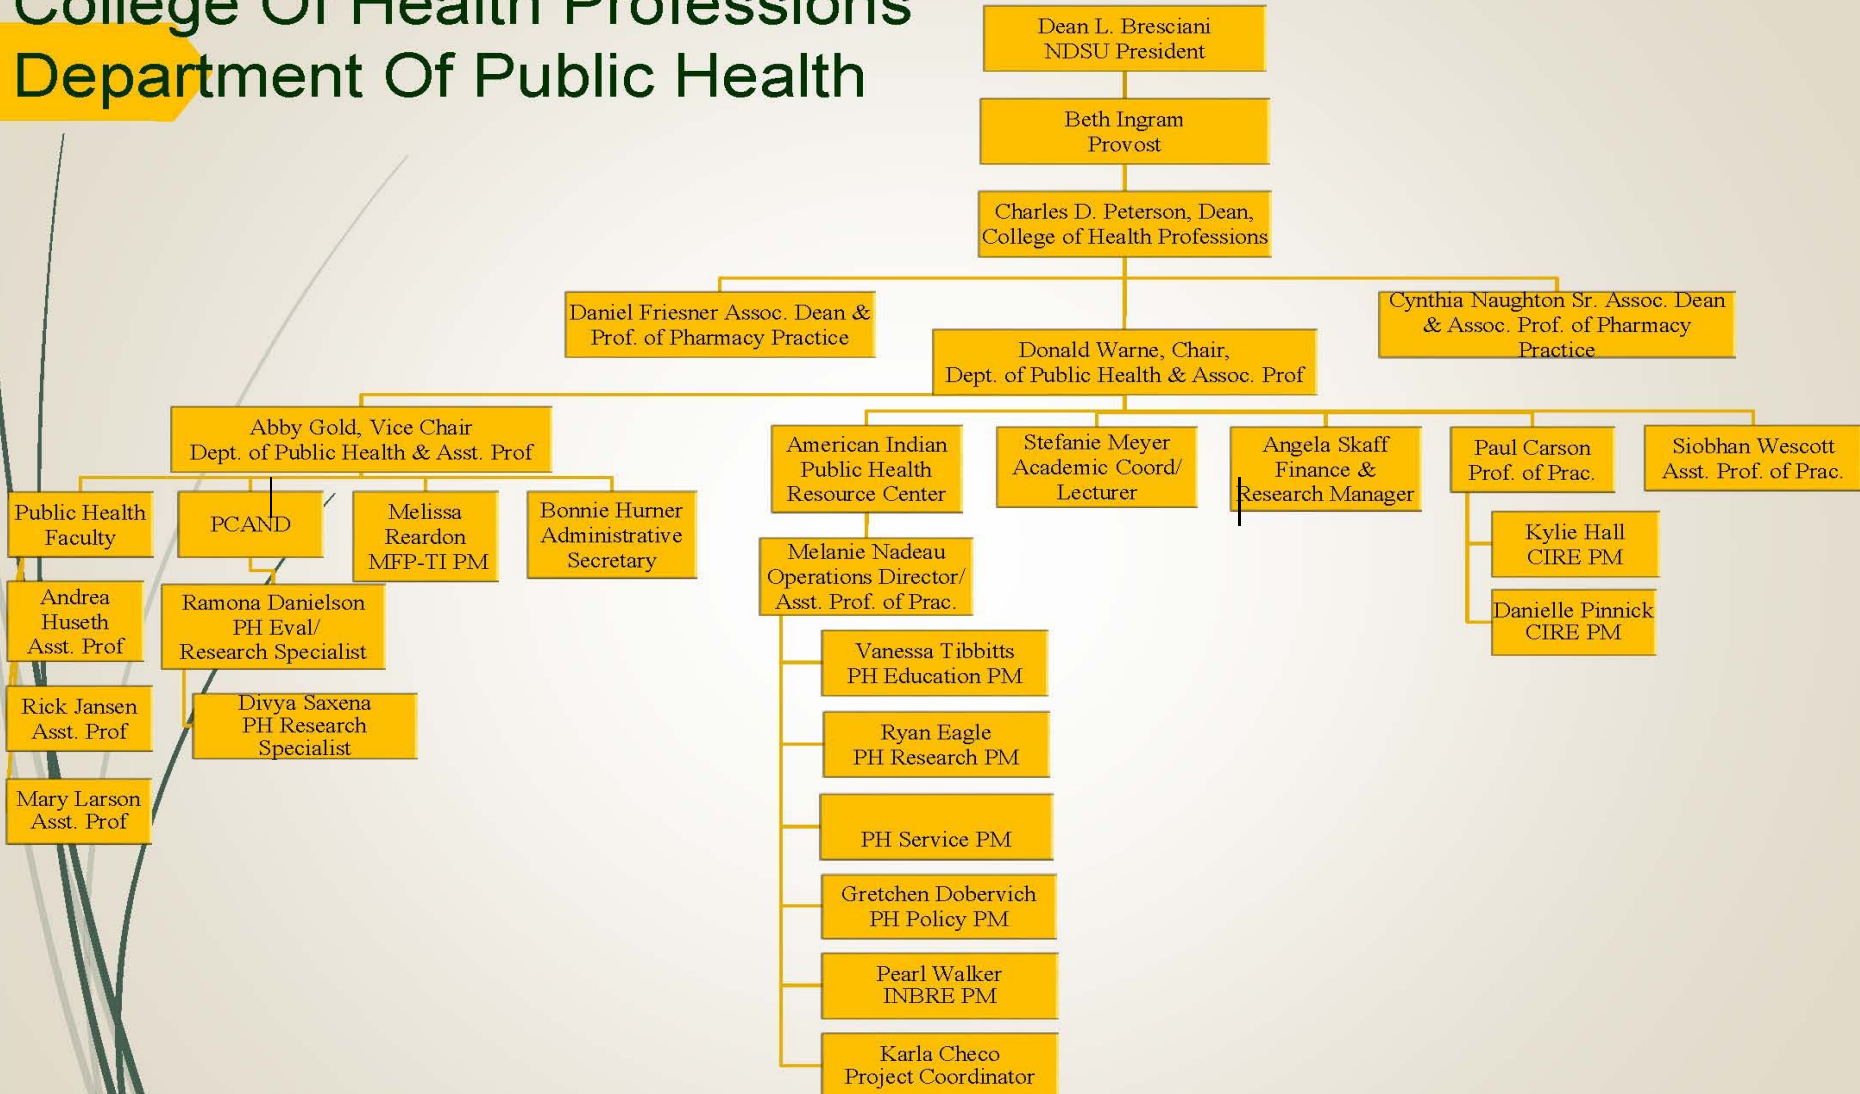 College Of Health Professions
Department Of Public Health
Dean L. Bresciani
NDSU President
Beth Ingram
Provost
Charles D. Peterson, Dean,
College of Health Professions
Daniel Friesner Assoc. Dean &
Prof. of Pharmacy Practice
Donald Warne, Chair,
Dept. of Public Health & Assoc. Prof
Cynthia Naughton Sr. Assoc. Dean
& Assoc. Prof. of Pharmacy
Practice
Abby Gold, Vice Chair
Dept. of Public Health & Asst. Prof
Public Health
Faculty
Andrea
Huseth
Asst. Prof
Rick Jansen
Asst. Prof
Mary Larson
Asst. Prof
PCAND
Ramona Danielson
PH Eval/
Research Specialist
Divya Saxena
PH Research
Specialist
Melissa
Reardon
MFP-TI PM
Bonnie Hurner
Administrative
Secretary
American Indian
Public Health
Resource Center
Melanie Nadeau
Operations Director/
Asst. Prof. of Prac.
Vanessa Tibbitts
PH Education PM
Ryan Eagle
PH Research PM
PH Service PM
Gretchen Dobervich
PH Policy PM
Pearl Walker
INBRE PM
Karla Checo
Project Coordinator
Stefanie Meyer
Academic Coord/
Lecturer
Angela Skaff
Finance &
Research Manager
Paul Carson
Prof. of Prac.
Kylie Hall
CIRE PM
Danielle Pinnick
CIRE PM
Siobhan Wescott
Asst. Prof. of Prac.